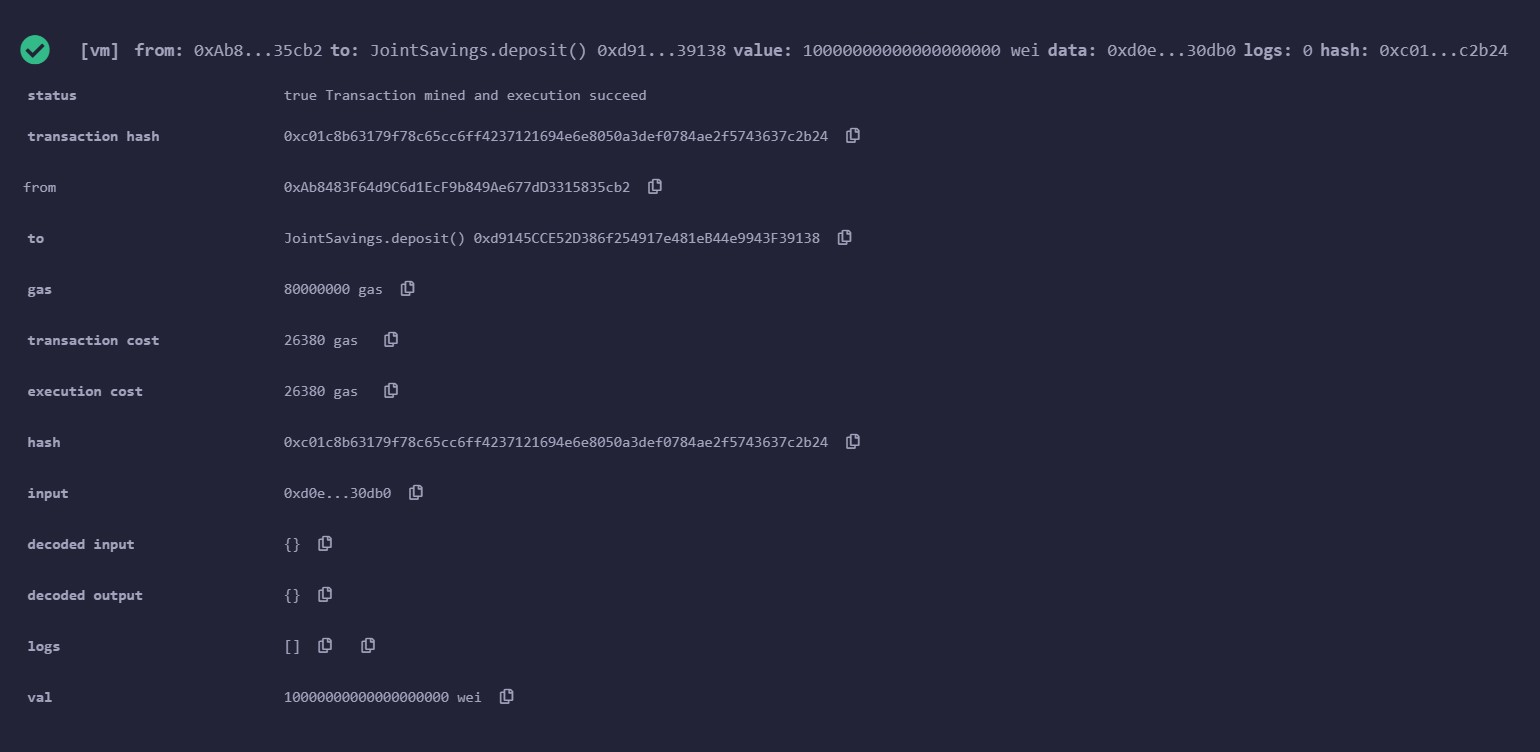 [vm] from: 0xAb8...35cb2 to: JointSavings.deposit() 0xd91...39138 value: 10000000000000000000 wei data: 0xd0e...30db0 logs: 0 hash: 0xc01...c2b24
status true Transaction mined and execution succeed
transaction hash 0xc01c8b63179f78c65cc6ff4237121694e6e8050a3def0784ae2f5743637c2b24
from 0xAb8483F64d9C6d1EcF9b849Ae677dD3315835cb2
to JointSavings.deposit() 0xd9145CCE52D386f254917e481eB44e9943F39138
gas 80000000 gas
transaction cost 26380 gas
execution cost 26380 gas
hash 0xc01c8b63179f78c65cc6ff4237121694e6e8050a3def0784ae2f5743637c2b24
input 0xd0e...30db0
decoded input {}
decoded output {}
logs []
val 10000000000000000000 wei